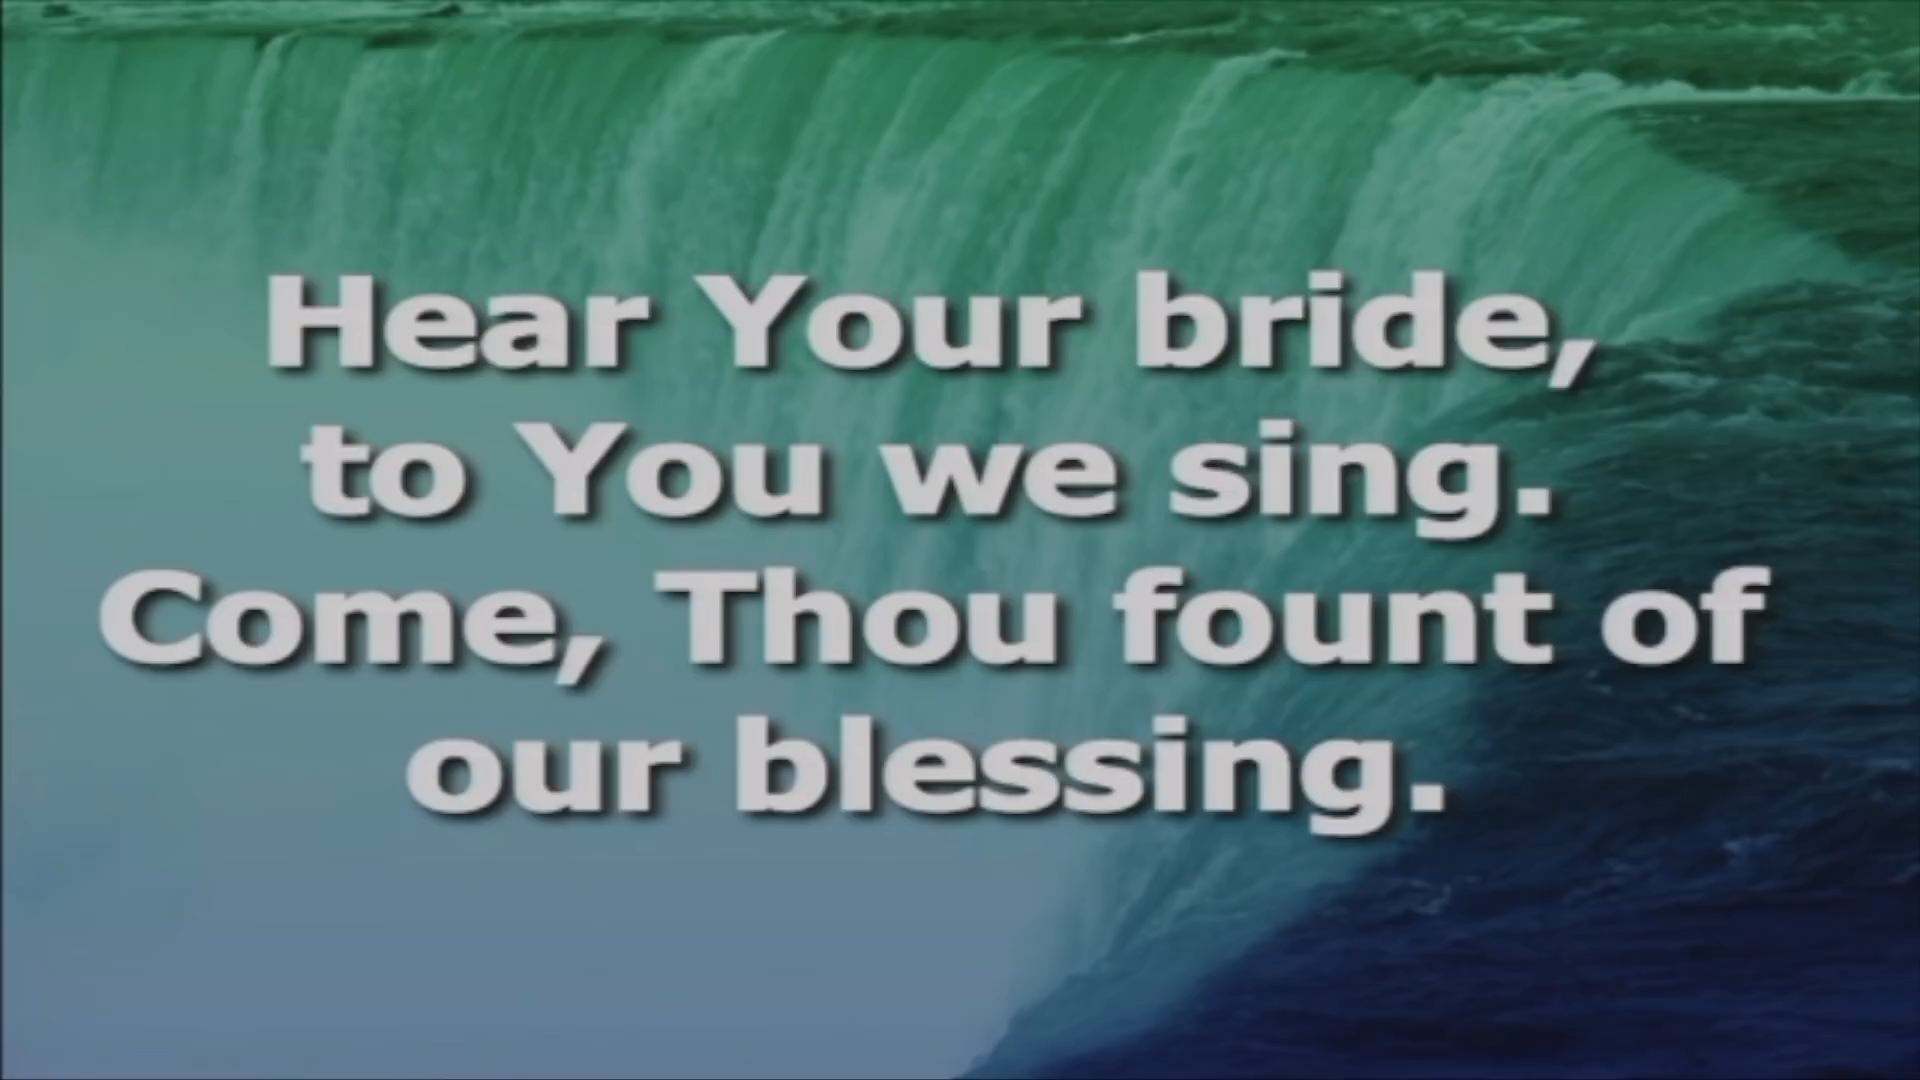 Hear Your bride,
to You we sing.
Come, Thou fount of
our blessing.